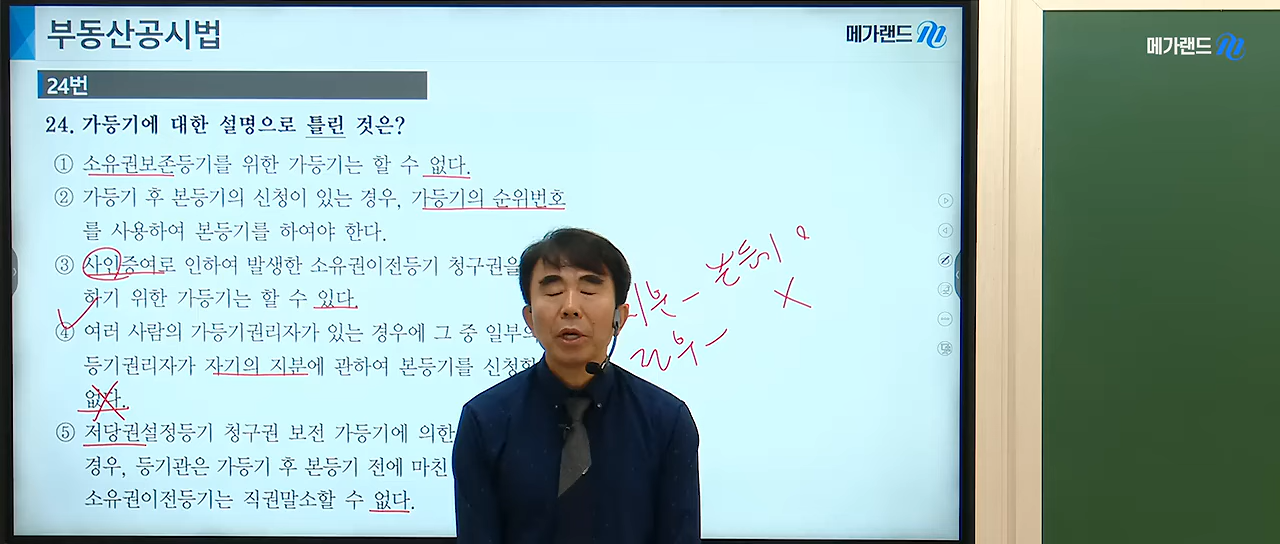 부동산공시법
메가랜드
메가랜드
24번
24. 가등기에 대한 설명으로 틀린 것은?
① 소유권보존등기를 위한 가등기는 할 수 없다.
② 가등기 후 본등기의 신청이 있는 경우, 가등기의 순위번호
를 사용하여 본등기를 하여야 한다.
③ 사인증여로 인하여 발생한 소유권이전등기 청구권을
하기 위한 가등기는 할 수 있다.
④ 여러 사람의 가등기권리자가 있는 경우에 그 중 일부의
등기권리자가 자기의 지분에 관하여 본등기를 신청할
없다.
⑤ 저당권설정등기 청구권 보전 가등기에 의한
경우, 등기관은 가등기 후 본등기 전에 마친
소유권이전등기는 직권말소할 수 없다.
지분 - 본등기 o
전부 - X